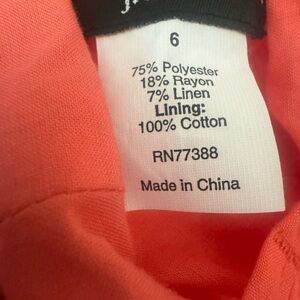 6
75% Polyester
18% Rayon
7% Linen
Lining:
100% Cotton
RN77388
Made in China